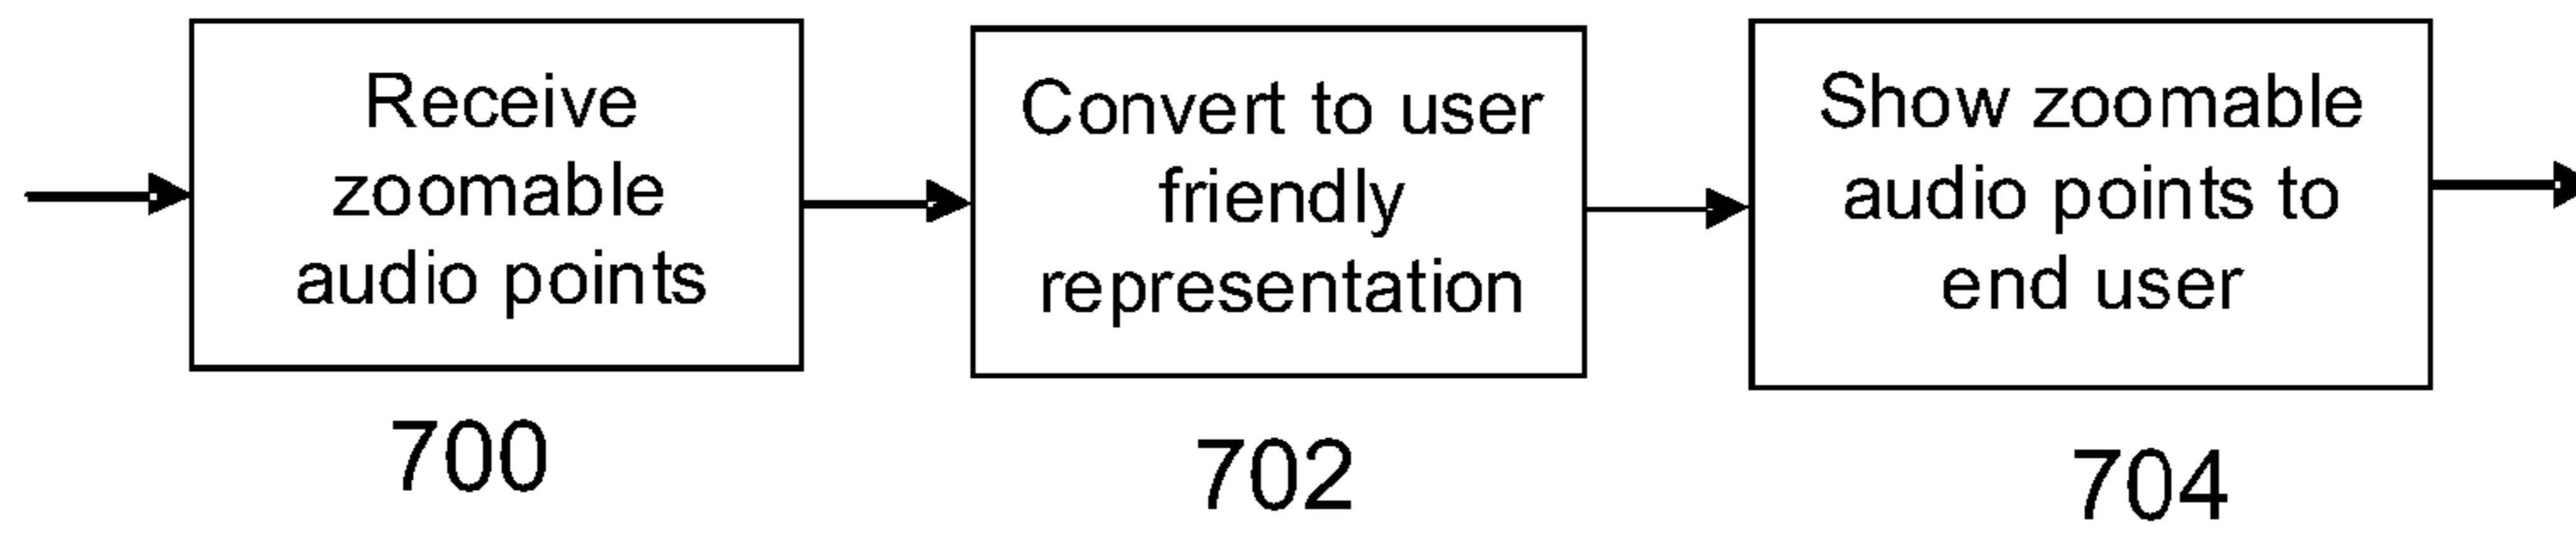 Receive
zoomable
audio points
700
Convert to user
friendly
representation
702
Show zoomable
audio points to
end user
704